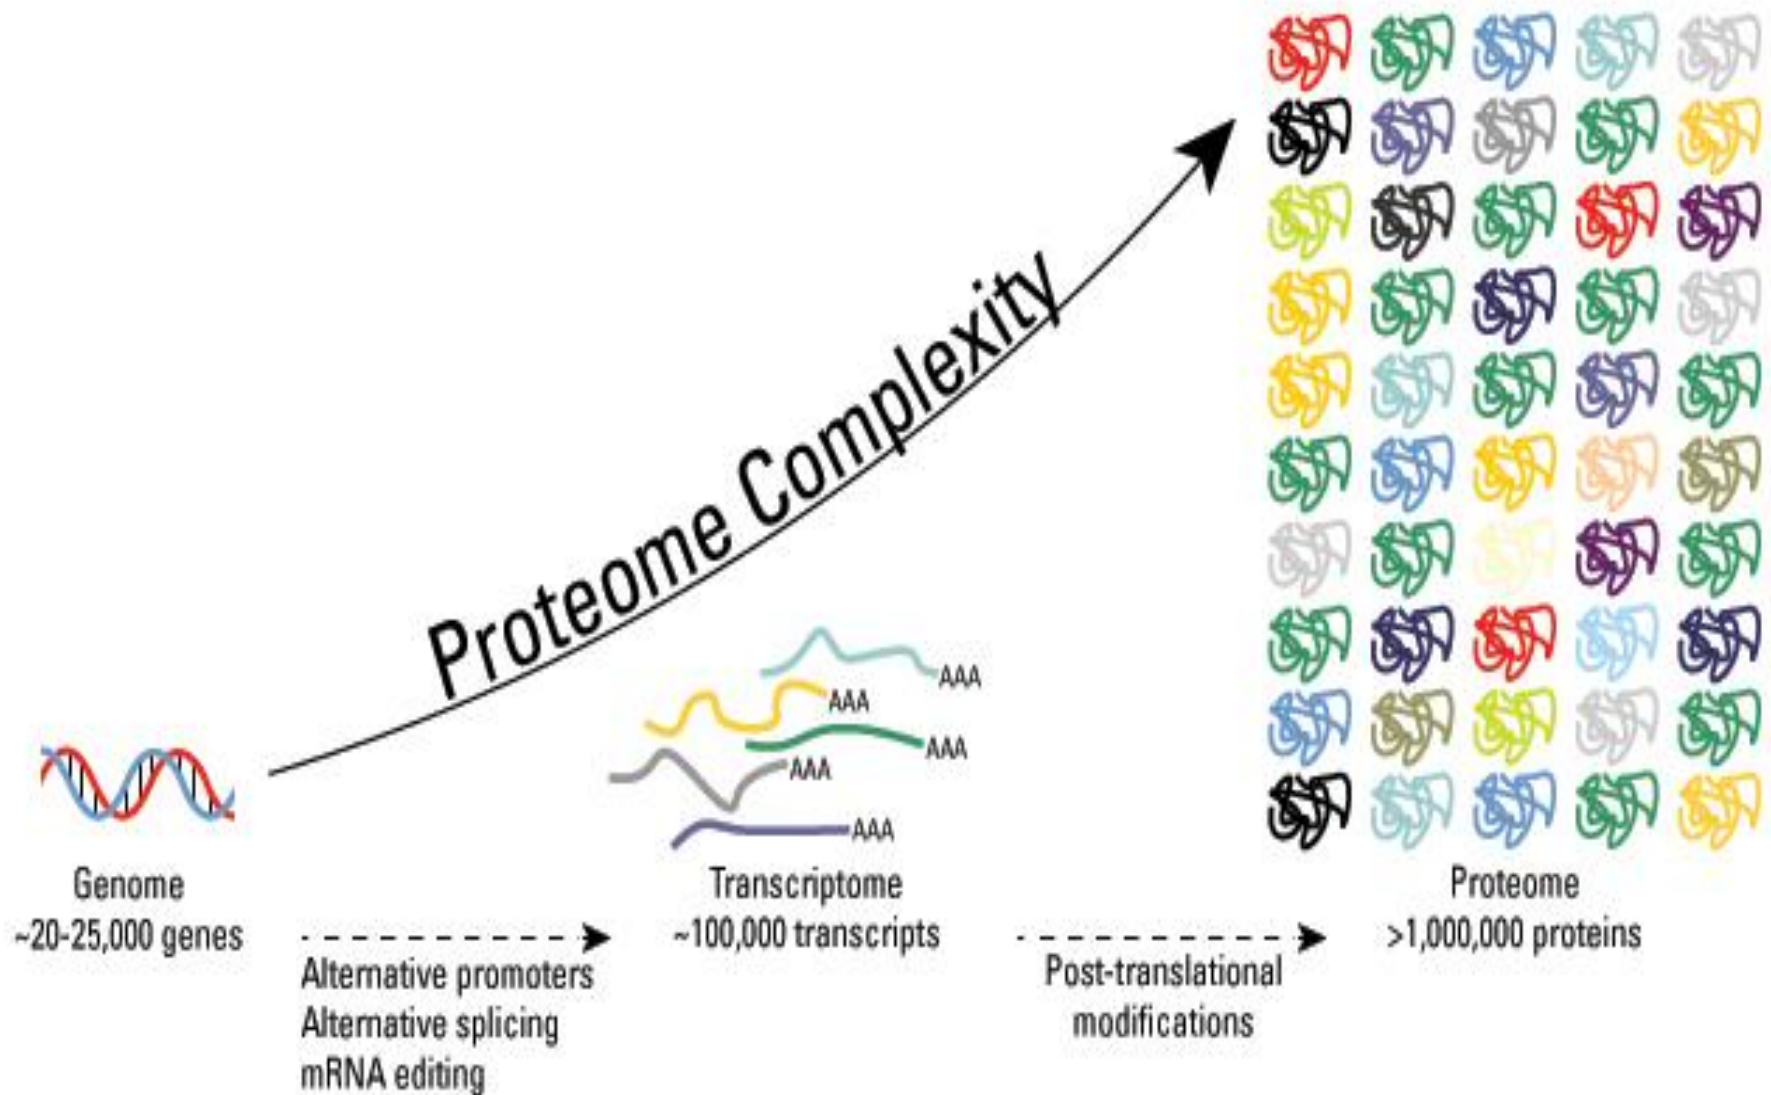 Proteome Complexity
AAA
AAA
AAA
AAA
AAA
Genome
~20-25,000 genes
Alternative promoters
Alternative splicing
mRNA editing
Transcriptome
~100,000 transcripts
Post-translational
modifications
Proteome
>1,000,000 proteins